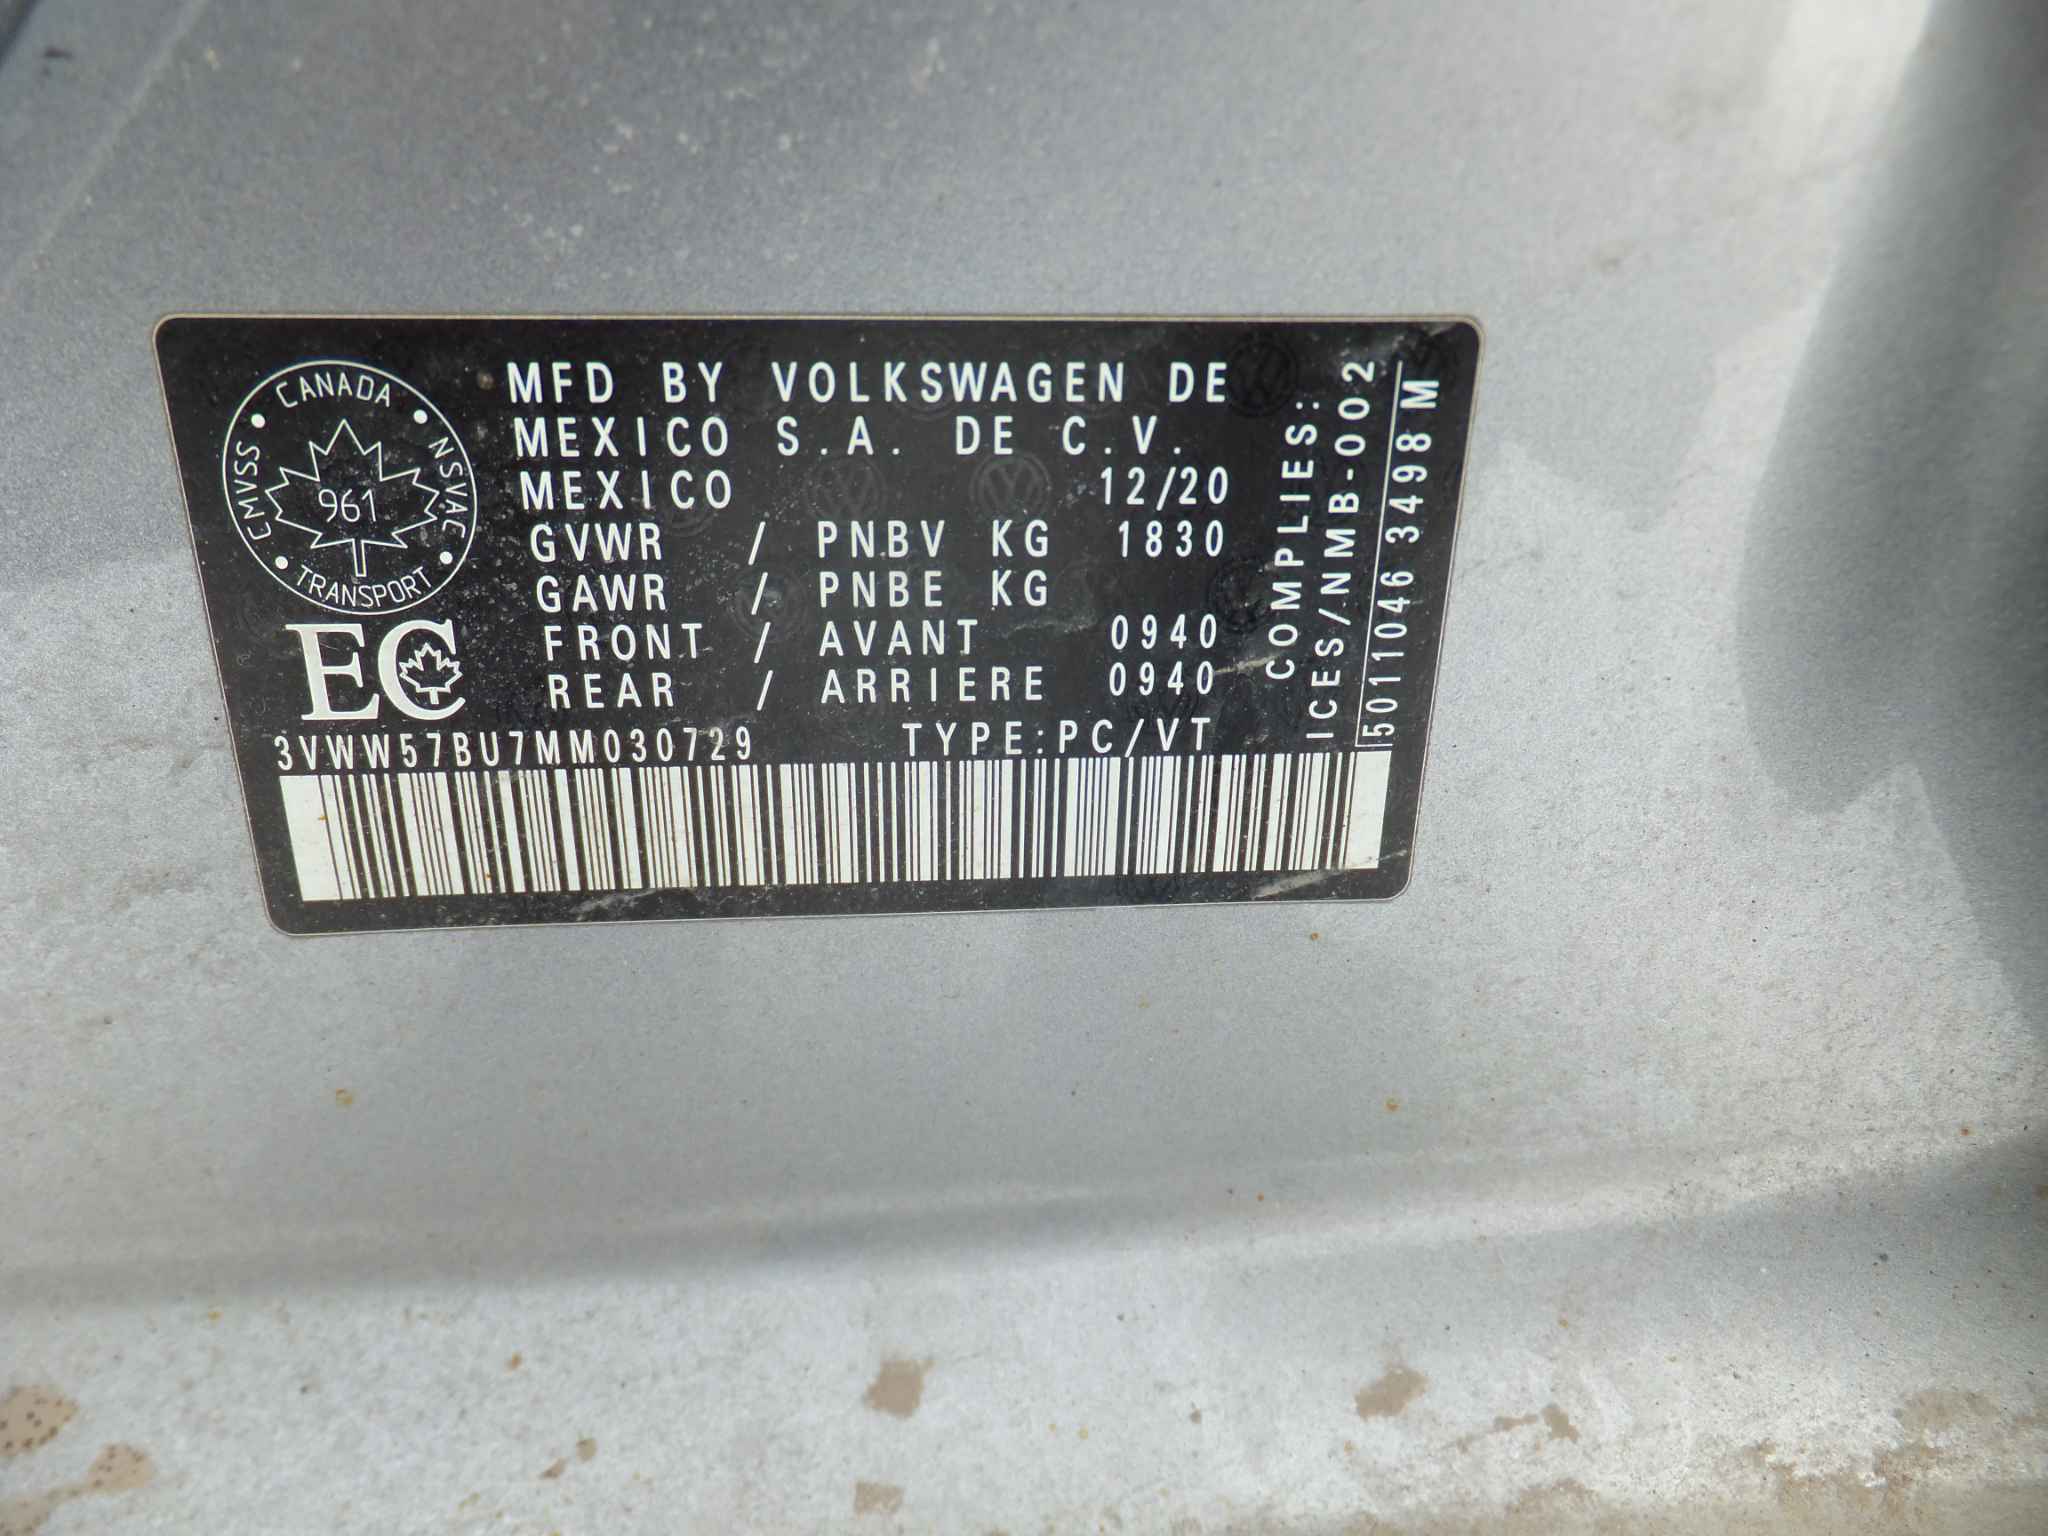 CANADA
CMVSS
NSVAC
961
TRANSPORT
EC
MFD BY VOLKSWAGEN DE
MEXICO S.A. DE C.V.
MEXICO 12/20
GVWR / PNBV KG 1830
GAWR / PNBE KG
FRONT / AVANT 0940
REAR / ARRIERE 0940
3VWW57BU7MM030729 TYPE:PC/VT
COMPLIES:
ICES/NMB-002
5011046 3498 M